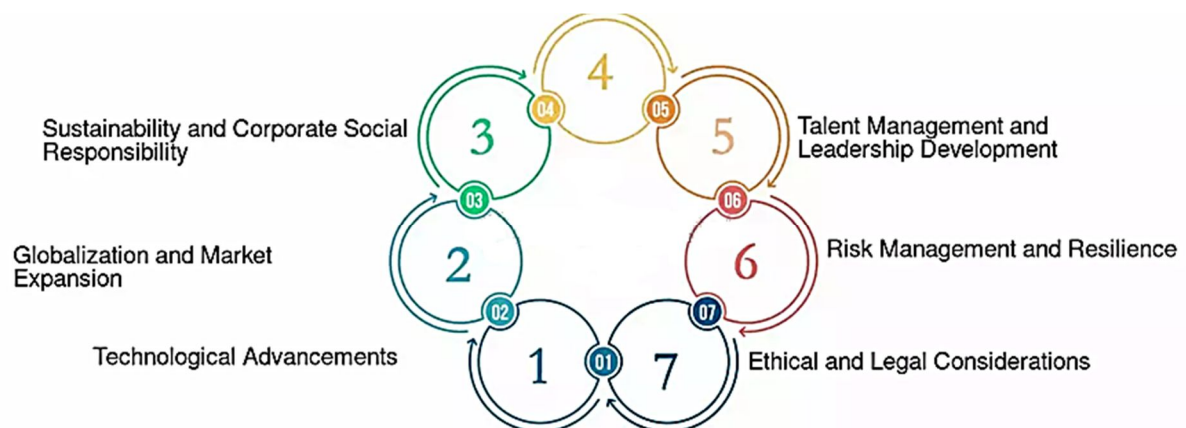 4
04
05
3
5
Sustainability and Corporate Social
Responsibility
Talent Management and
Leadership Development
03
06
Globalization and Market
Expansion
2
6
Risk Management and Resilience
02
07
Technological Advancements
1
01
7
Ethical and Legal Considerations